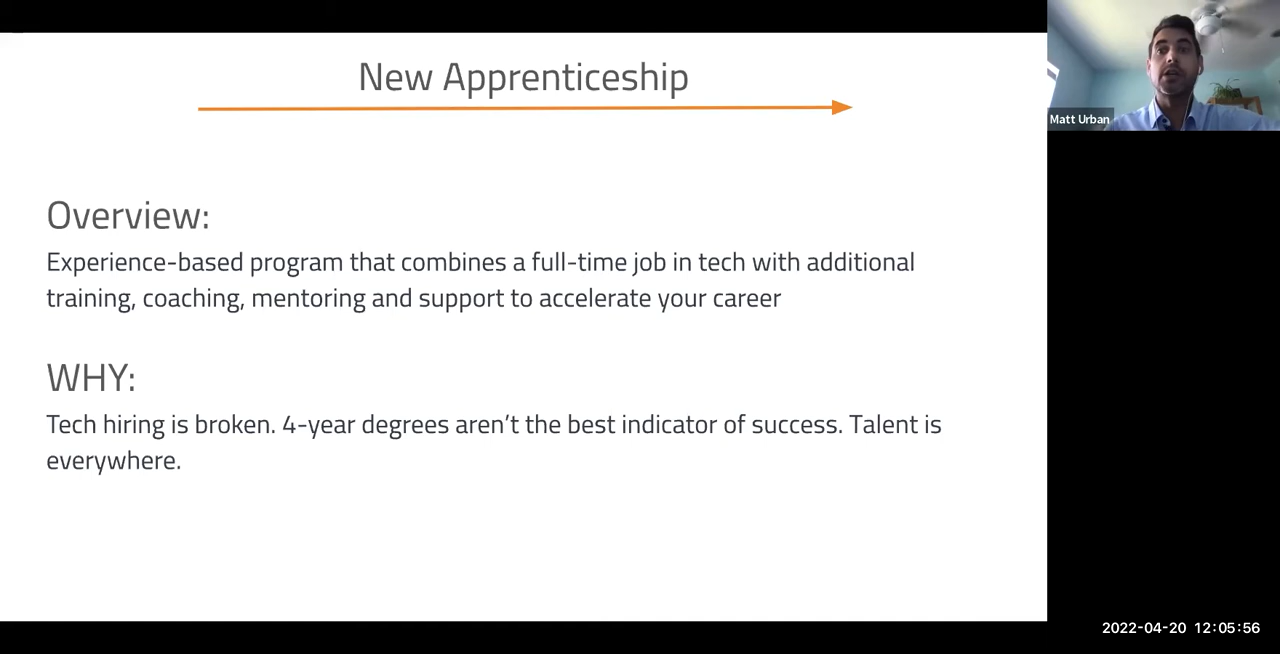 New Apprenticeship
Matt Urban
Overview:
Experience-based program that combines a full-time job in tech with additional
training, coaching, mentoring and support to accelerate your career
WHY:
Tech hiring is broken. 4-year degrees aren’t the best indicator of success. Talent is
everywhere.
2022-04-20 12:05:56